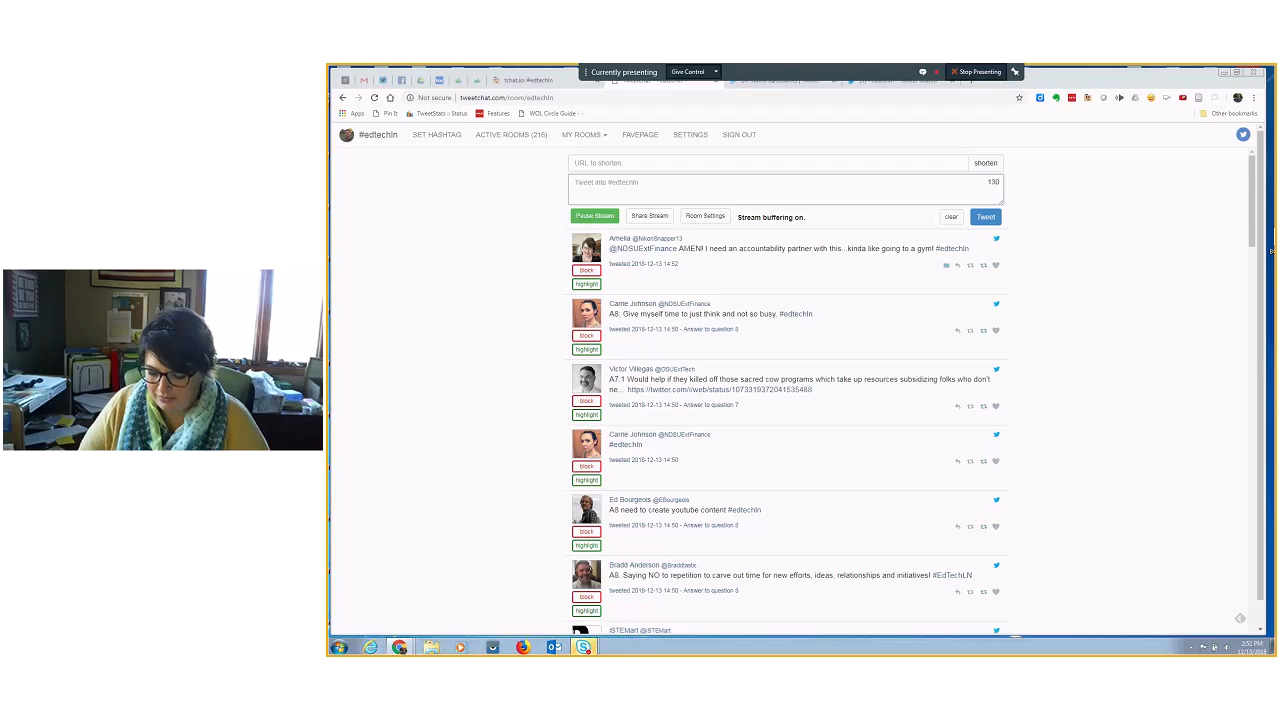 Currently presenting
Give Control
Stop Presenting
tchat.io: #edtechln
Not secure
tweetchat.com/room/edtechln
Apps
Pin It
TweetStats :: Status
Features
WOL Circle Guide -
Other bookmarks
#edtechln
SET HASHTAG
ACTIVE ROOMS (216)
MY ROOMS
FAVEPAGE
SETTINGS
SIGN OUT
URL to shorten
shorten
Tweet into #edtechln
130
Pause Stream
Share Stream
Room Settings
Stream buffering on.
clear
Tweet
Amelia @NikonSnapper13
@NDSUExtFinance AMEN! I need an accountability partner with this...kinda like going to a gym! #edtechln
block
tweeted 2018-12-13 14:52
highlight
Carrie Johnson @NDSUExtFinance
A8: Give myself time to just think and not so busy. #edtechln
tweeted 2018-12-13 14:50 - Answer to question 8
block
highlight
Victor Villegas @OSUExtTech
A7.1 Would help if they killed off those sacred cow programs which take up resources subsidizing folks who don't
ne... https://twitter.com/i/web/status/1073319372041535488
block
tweeted 2018-12-13 14:50 - Answer to question 7
highlight
Carrie Johnson @NDSUExtFinance
#edtechln
tweeted 2018-12-13 14:50
block
highlight
Ed Bourgeois @EBourgeois
A8 need to create youtube content #edtechln
tweeted 2018-12-13 14:50 - Answer to question 8
block
highlight
Bradd Anderson @Braddtastic
A8. Saying NO to repetition to carve out time for new efforts, ideas, relationships and initiatives! #EdTechLN
tweeted 2018-12-13 14:50 - Answer to question 8
block
highlight
iSTEMart @iSTEMart
2:52 PM
12/13/2018